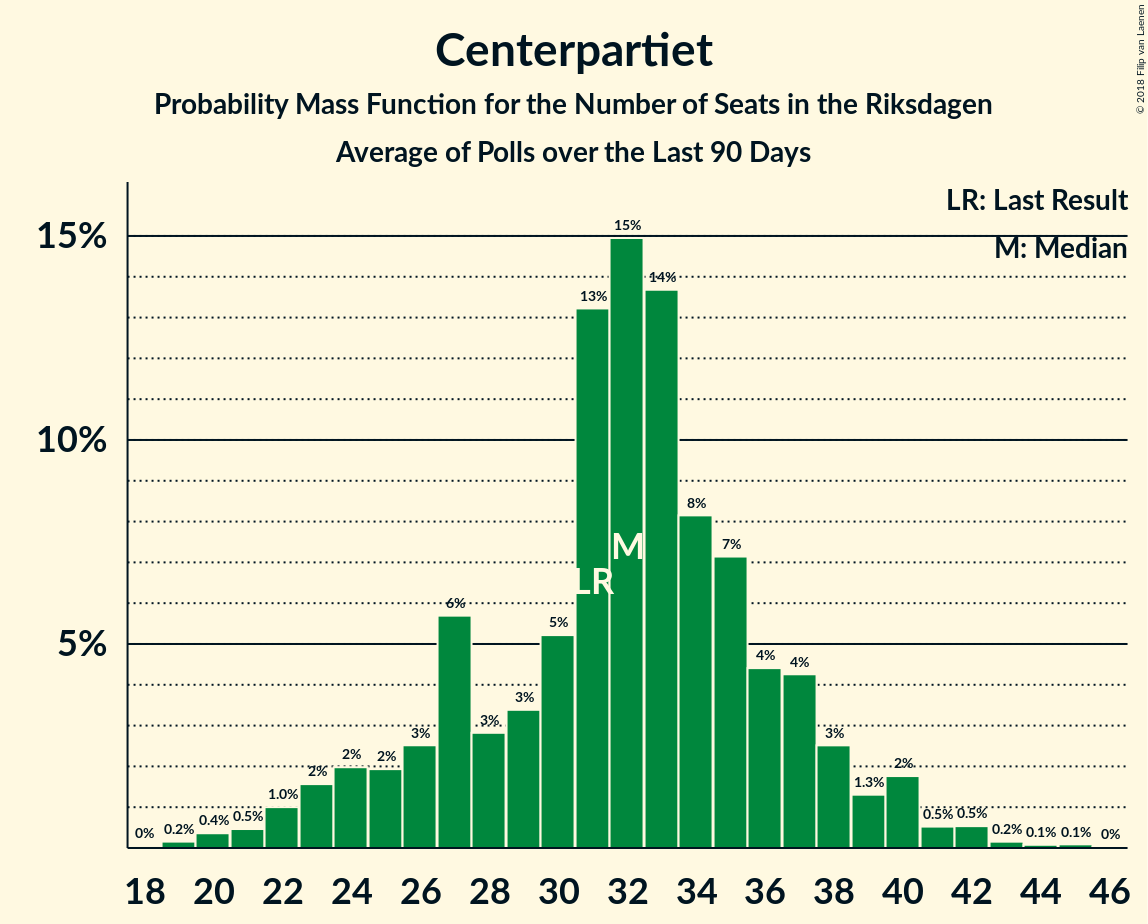 Centerpartiet
Probability Mass Function for the Number of Seats in the Riksdagen
Average of Polls over the Last 90 Days
© 2018 Filip van Laenen
LR: Last Result
M: Median
15%
10%
5%
0% 0.2% 0.4% 0.5% 1.0% 2% 2% 2% 3% 6% 3% 3% 5% 13% 15% 14% 8% 7% 4% 4% 3% 1.3% 2% 0.5% 0.5% 0.2% 0.1% 0.1% 0%
M
LR
18 20 22 24 26 28 30 32 34 36 38 40 42 44 46